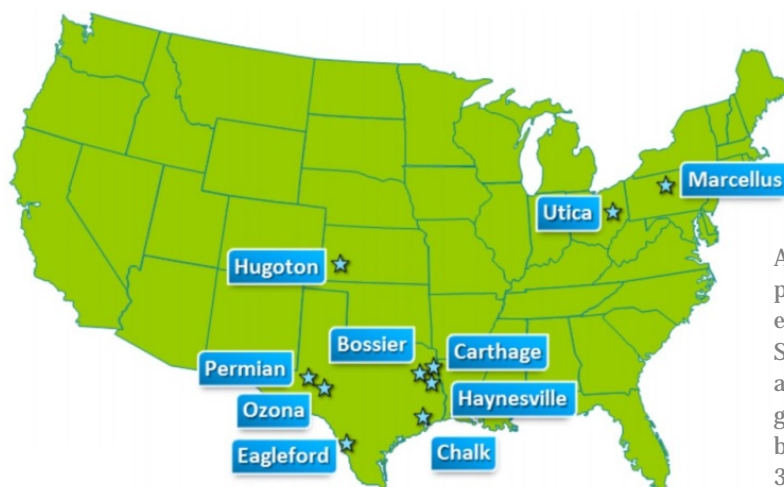 Marcellus
Utica
Hugoton
Bossier
Carthage
Permian
Haynesville
Ozona
Eagleford
Chalk